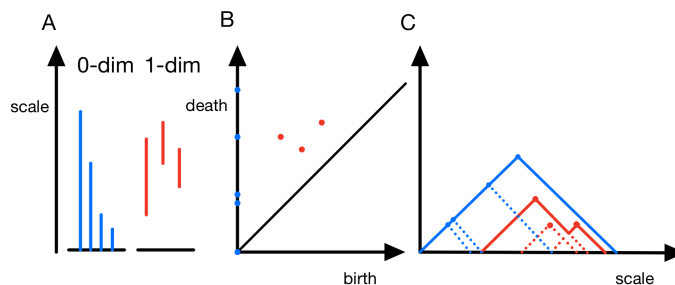 A
B
C
0-dim 1-dim
scale
death
birth
scale